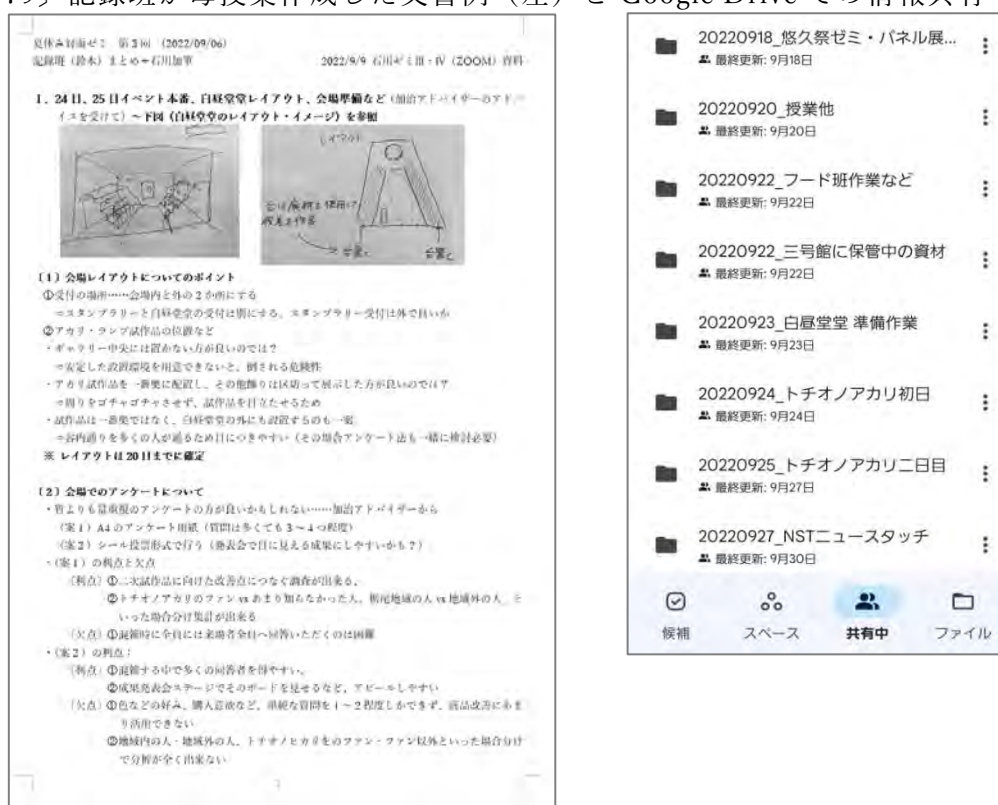 記録班が毎授業作成した文書例（左）と Google Drive での情報共有
夏休み対面ゼミ 第3回 (2022/09/06)
記録班（鈴木）まとめ＋石川加筆
2022/9/9 石川ゼミⅢ・Ⅳ（ZOOM）資料
1、24日、25日イベント本番、白昼堂堂レイアウト、会場準備など（加治アドバイザーのアドバ
イスを受けて）～下図（白昼堂堂のレイアウト・イメージ）を参照
台は廃材を使用して
（1）会場レイアウトについてのポイント
①受付の場所……会場内と外の2か所にする
⇒スタンプラリーと白昼堂堂の受付は別にする。スタンプラリー受付は外で良いか
②アカリ・ランプ試作品の位置など
・ギャラリー中央には置かない方が良いのでは？
⇒安定した設置環境を用意できないと、倒される危険性
・アカリ試作品を一番奥に配置し、その他飾りは区切って展示した方が良いのでは？
⇒周りをゴチャゴチャさせず、試作品を目立たせるため
・試作品は一番奥ではなく、白昼堂堂の外にも設置するのも一案
⇒谷内通りを多くの人が通るため目につきやすい（その場合アンケート法も一緒に検討必要）
※ レイアウトは20日までに確定
（2）会場でのアンケートについて
・質よりも量重視のアンケートの方が良いかもしれない……加治アドバイザーから
（案1）A4のアンケート用紙（質問は多くても3～4つ程度）
（案2）シール投票形式で行う（発表会で目に見える成果にしやすいかも？）
・（案1）の利点と欠点
（利点）①二次試作品に向けた改善点につなぐ調査が出来る。
②トチオノアカリのファン vs あまり知らなかった人、栃尾地域の人 vs 地域外の人 と
いった場合分け集計が出来る
（欠点）①混雑時に全員には来場者全員へ回答いただくのは困難
・（案2）の利点：
（利点）①混雑する中で多くの回答者を得やすい。
②成果発表会ステージでそのボードを見せるなど、アピールしやすい
（欠点）①色などの好み、購入意欲など、単純な質問を1～2程度しかできず、商品改善にあま
り活用できない
②地域内の人・地域外の人、トチオノヒカリをのファン・ファン以外といった場合分け
で分析が全く出来ない
1
20220918_悠久祭ゼミ・パネル展...
最終更新: 9月18日
20220920_授業他
最終更新: 9月20日
20220922_フード班作業など
最終更新: 9月22日
20220922_三号館に保管中の資材
最終更新: 9月22日
20220923_白昼堂堂 準備作業
最終更新: 9月23日
20220924_トチオノアカリ初日
最終更新: 9月24日
20220925_トチオノアカリ二日目
最終更新: 9月27日
20220927_NSTニュースタッチ
最終更新: 9月30日
候補 スペース 共有中 ファイル